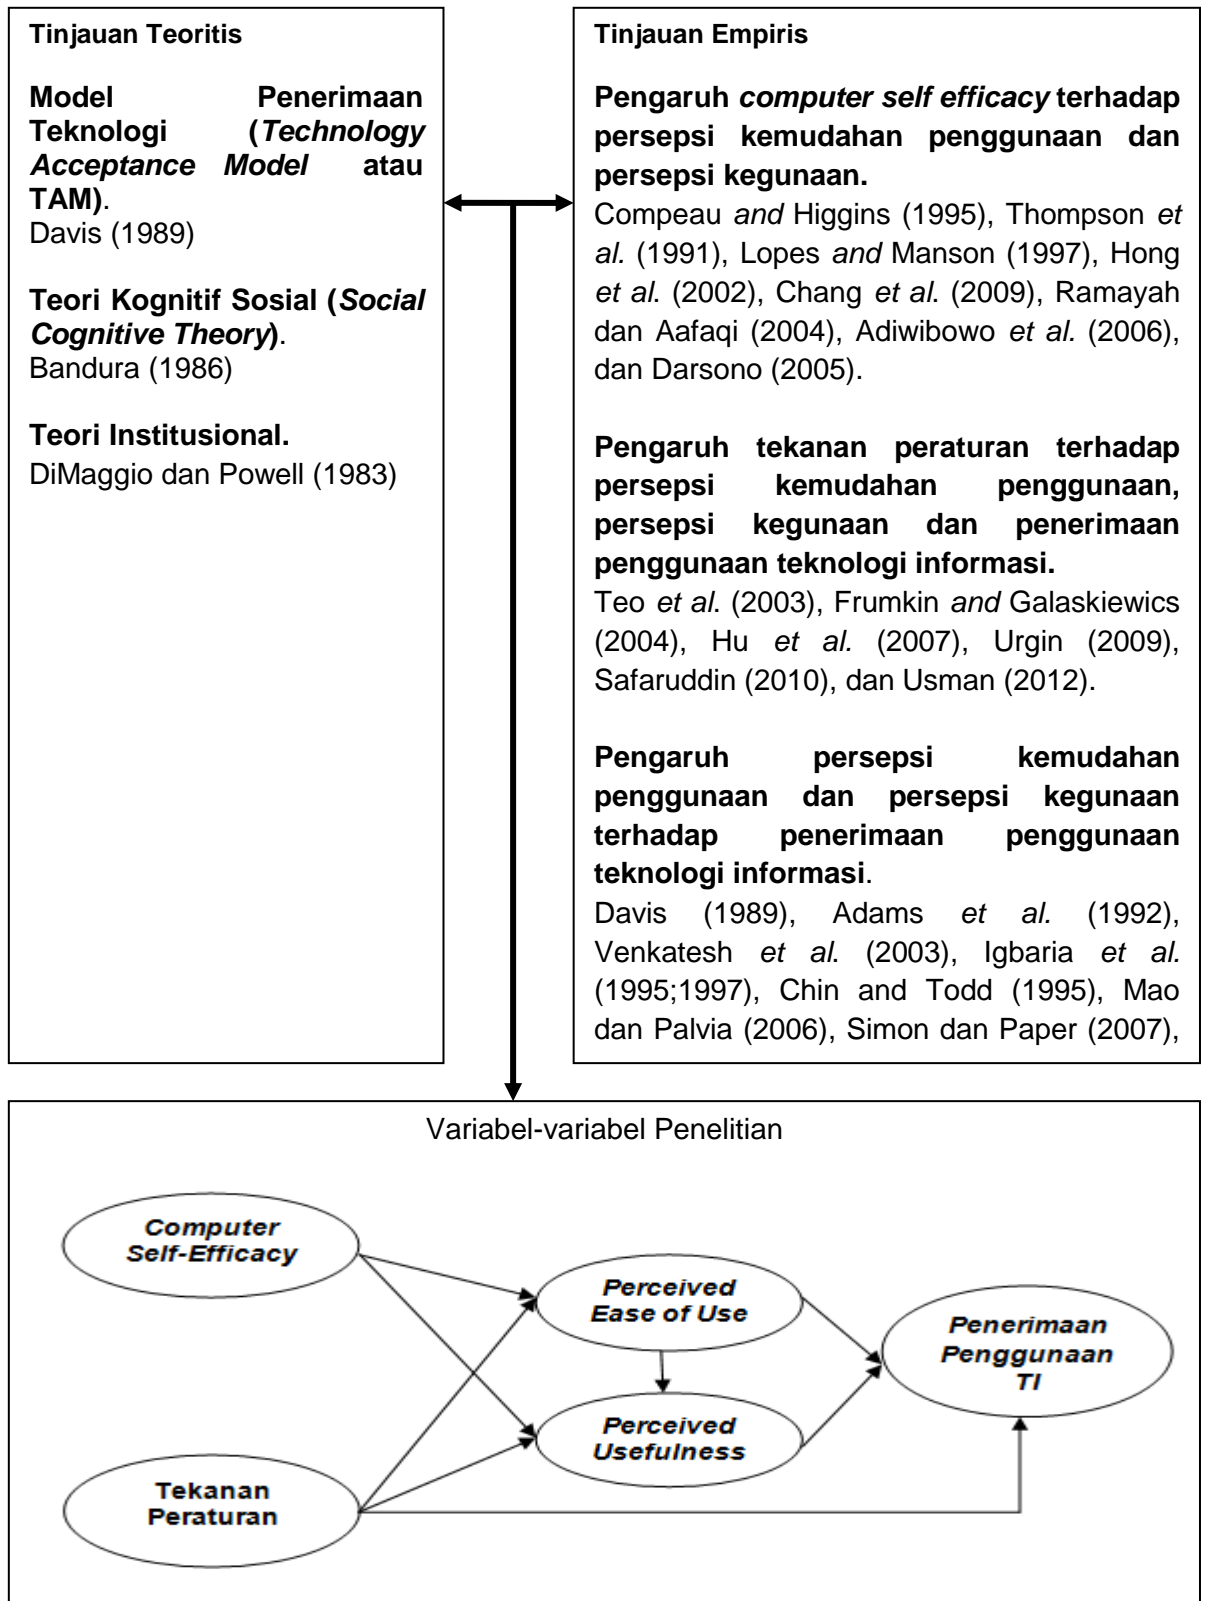 Tinjauan Teoritis
Model Penerimaan
Teknologi (Technology
Acceptance Model atau
TAM).
Davis (1989)
Teori Kognitif Sosial (Social
Cognitive Theory).
Bandura (1986)
Teori Institusional.
DiMaggio dan Powell (1983)
Tinjauan Empiris
Pengaruh computer self efficacy terhadap
persepsi kemudahan penggunaan dan
persepsi kegunaan.
Compeau and Higgins (1995), Thompson et
al. (1991), Lopes and Manson (1997), Hong
et al. (2002), Chang et al. (2009), Ramayah
dan Aafaqi (2004), Adiwibowo et al. (2006),
dan Darsono (2005).
Pengaruh tekanan peraturan terhadap
persepsi kemudahan penggunaan,
persepsi kegunaan dan penerimaan
penggunaan teknologi informasi.
Teo et al. (2003), Frumkin and Galaskiewics
(2004), Hu et al. (2007), Urgin (2009),
Safaruddin (2010), dan Usman (2012).
Pengaruh persepsi kemudahan
penggunaan dan persepsi kegunaan
terhadap penerimaan penggunaan
teknologi informasi.
Davis (1989), Adams et al. (1992),
Venkatesh et al. (2003), Igbaria et al.
(1995;1997), Chin and Todd (1995), Mao
dan Palvia (2006), Simon dan Paper (2007),
Variabel-variabel Penelitian
Computer
Self-Efficacy
Perceived
Ease of Use
Penerimaan
Penggunaan
TI
Perceived
Usefulness
Tekanan
Peraturan